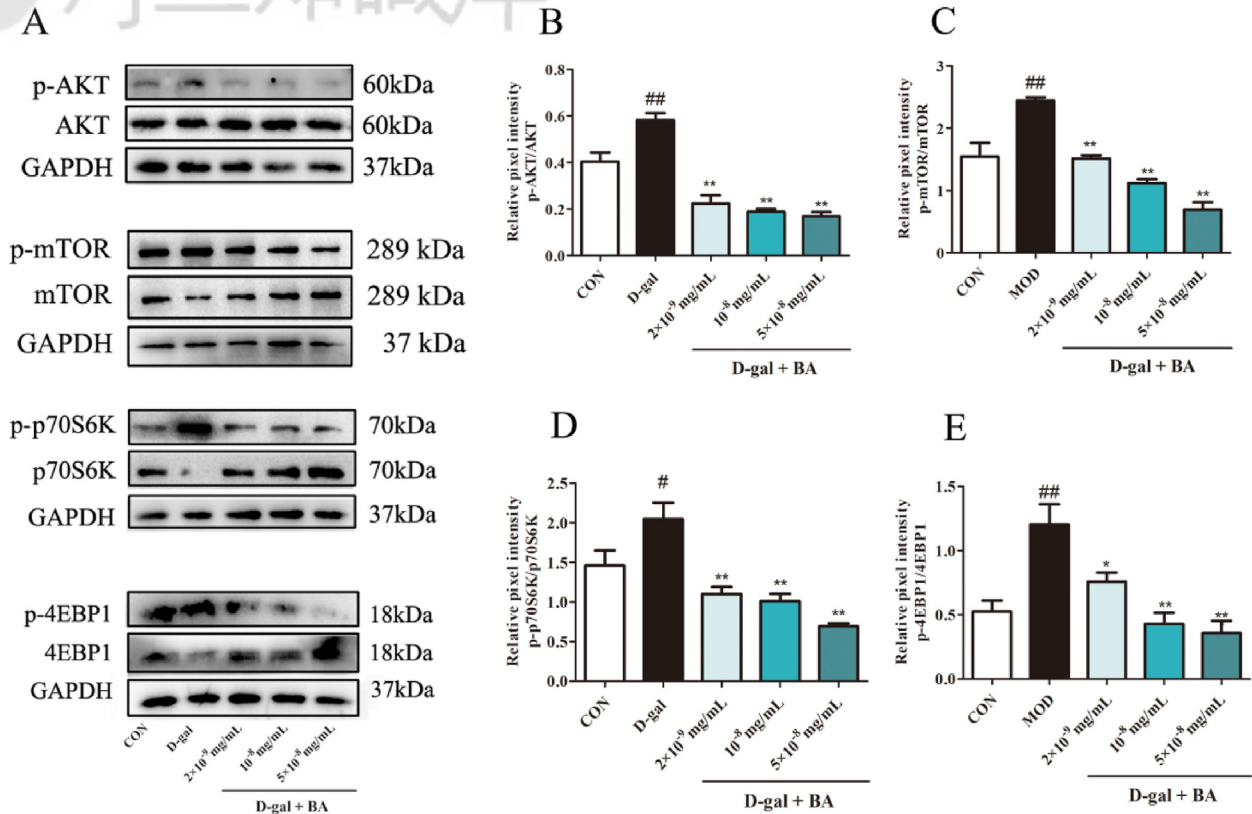 A
p-AKT 60kDa
AKT 60kDa
GAPDH 37kDa
p-mTOR 289 kDa
mTOR 289 kDa
GAPDH 37 kDa
p-p70S6K 70kDa
p70S6K 70kDa
GAPDH 37kDa
p-4EBP1 18kDa
4EBP1 18kDa
GAPDH 37kDa
CON D-gal 2×10⁻⁹ mg/mL 10⁻⁸ mg/mL 5×10⁻⁸ mg/mL
D-gal + BA
B
Relative pixel intensity
p-AKT/AKT
0.8
0.6
0.4
0.2
0.0
##
**
**
**
CON D-gal 2×10⁻⁹ mg/mL 10⁻⁸ mg/mL 5×10⁻⁸ mg/mL
D-gal + BA
C
Relative pixel intensity
p-mTOR/mTOR
3
2
1
0
##
**
**
**
CON MOD 2×10⁻⁹ mg/mL 10⁻⁸ mg/mL 5×10⁻⁸ mg/mL
D-gal + BA
D
Relative pixel intensity
p-p70S6K/p70S6K
2.5
2.0
1.5
1.0
0.5
0.0
#
**
**
**
CON D-gal 2×10⁻⁹ mg/mL 10⁻⁸ mg/mL 5×10⁻⁸ mg/mL
D-gal + BA
E
Relative pixel intensity
p-4EBP1/4EBP1
1.5
1.0
0.5
0.0
##
*
**
**
CON MOD 2×10⁻⁹ mg/mL 10⁻⁸ mg/mL 5×10⁻⁸ mg/mL
D-gal + BA